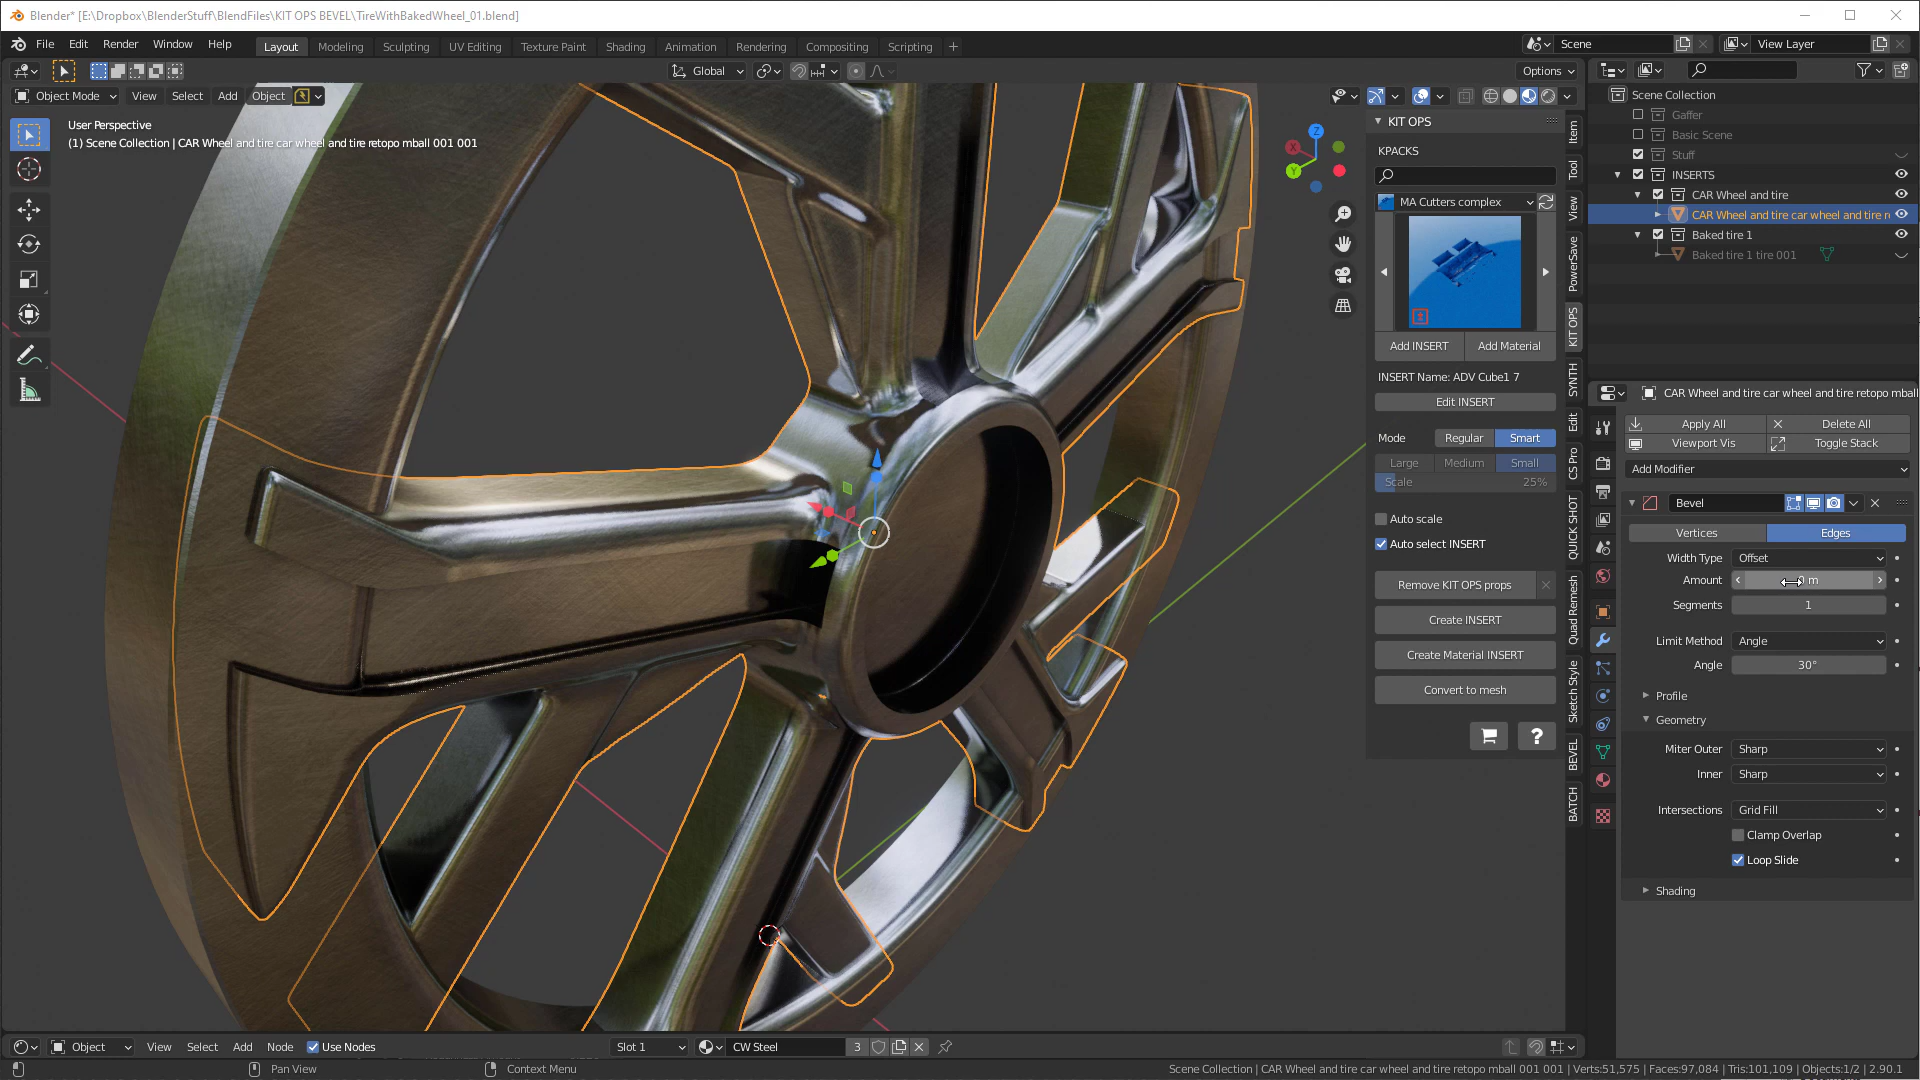 Blender* [E:\Dropbox\BlenderStuff\BlendFiles\KIT OPS BEVEL\TireWithBakedWheel_01.blend]
File Edit Render Window Help Layout Modeling Sculpting UV Editing Texture Paint Shading Animation Rendering Compositing Scripting + Scene View Layer
Global Options
Object Mode View Select Add Object
User Perspective
(1) Scene Collection | CAR Wheel and tire car wheel and tire retopo mball 001 001
Z
X
Y
KIT OPS
KPACKS
MA Cutters complex
Add INSERT Add Material
INSERT Name: ADV Cube1 7
Edit INSERT
Mode Regular Smart
Large Medium Small
Scale 25%
Auto scale
Auto select INSERT
Remove KIT OPS props
Create INSERT
Create Material INSERT
Convert to mesh
?
Item
Tool
View
PowerSave
KIT OPS
SYNTH
Edit
CS Pro
QUICK SHOT
Quad Remesh
Sketch Style
BEVEL
BATCH
Scene Collection
Gaffer
Basic Scene
Stuff
INSERTS
CAR Wheel and tire
CAR Wheel and tire car wheel and tire r
Baked tire 1
Baked tire 1 tire 001
CAR Wheel and tire car wheel and tire retopo mball
Apply All Delete All
Viewport Vis Toggle Stack
Add Modifier
Bevel
Vertices Edges
Width Type Offset
Amount m
Segments 1
Limit Method Angle
Angle 30°
Profile
Geometry
Miter Outer Sharp
Inner Sharp
Intersections Grid Fill
Clamp Overlap
Loop Slide
Shading
Object View Select Add Node Use Nodes Slot 1 CW Steel 3
Pan View Context Menu Scene Collection | CAR Wheel and tire car wheel and tire retopo mball 001 001 | Verts:51,575 | Faces:97,084 | Tris:101,109 | Objects:1/2 | 2.90.1